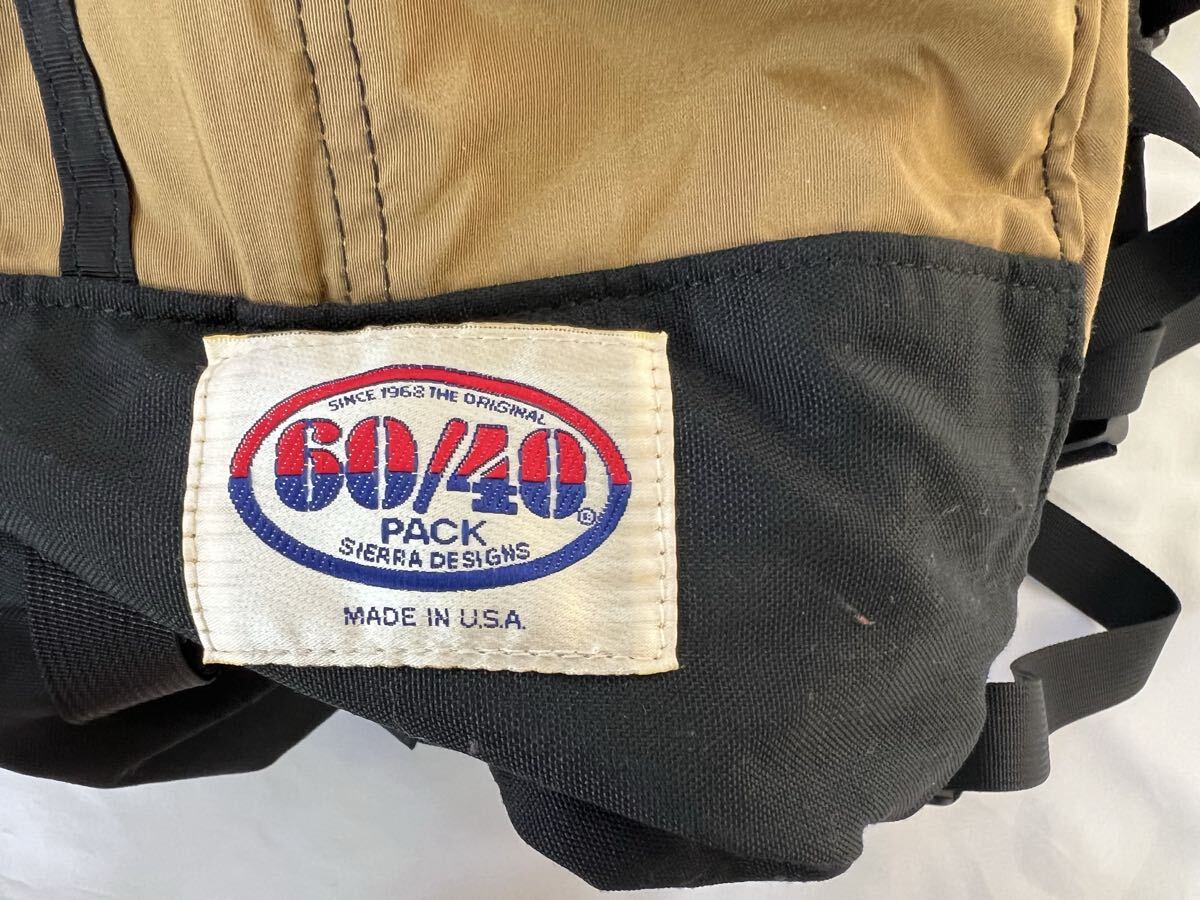 SINCE 1968 THE ORIGINAL
60/40®
PACK
SIERRA DESIGNS
MADE IN U.S.A.